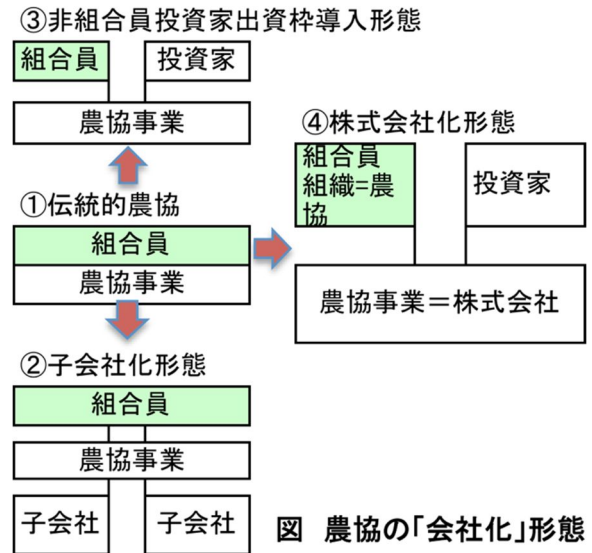 ③非組合員投資家出資枠導入形態
組合員
投資家
農協事業
④株式会社化形態
組合員
組織=農
協
投資家
農協事業＝株式会社
①伝統的農協
組合員
農協事業
②子会社化形態
組合員
農協事業
子会社
子会社
図 農協の「会社化」形態